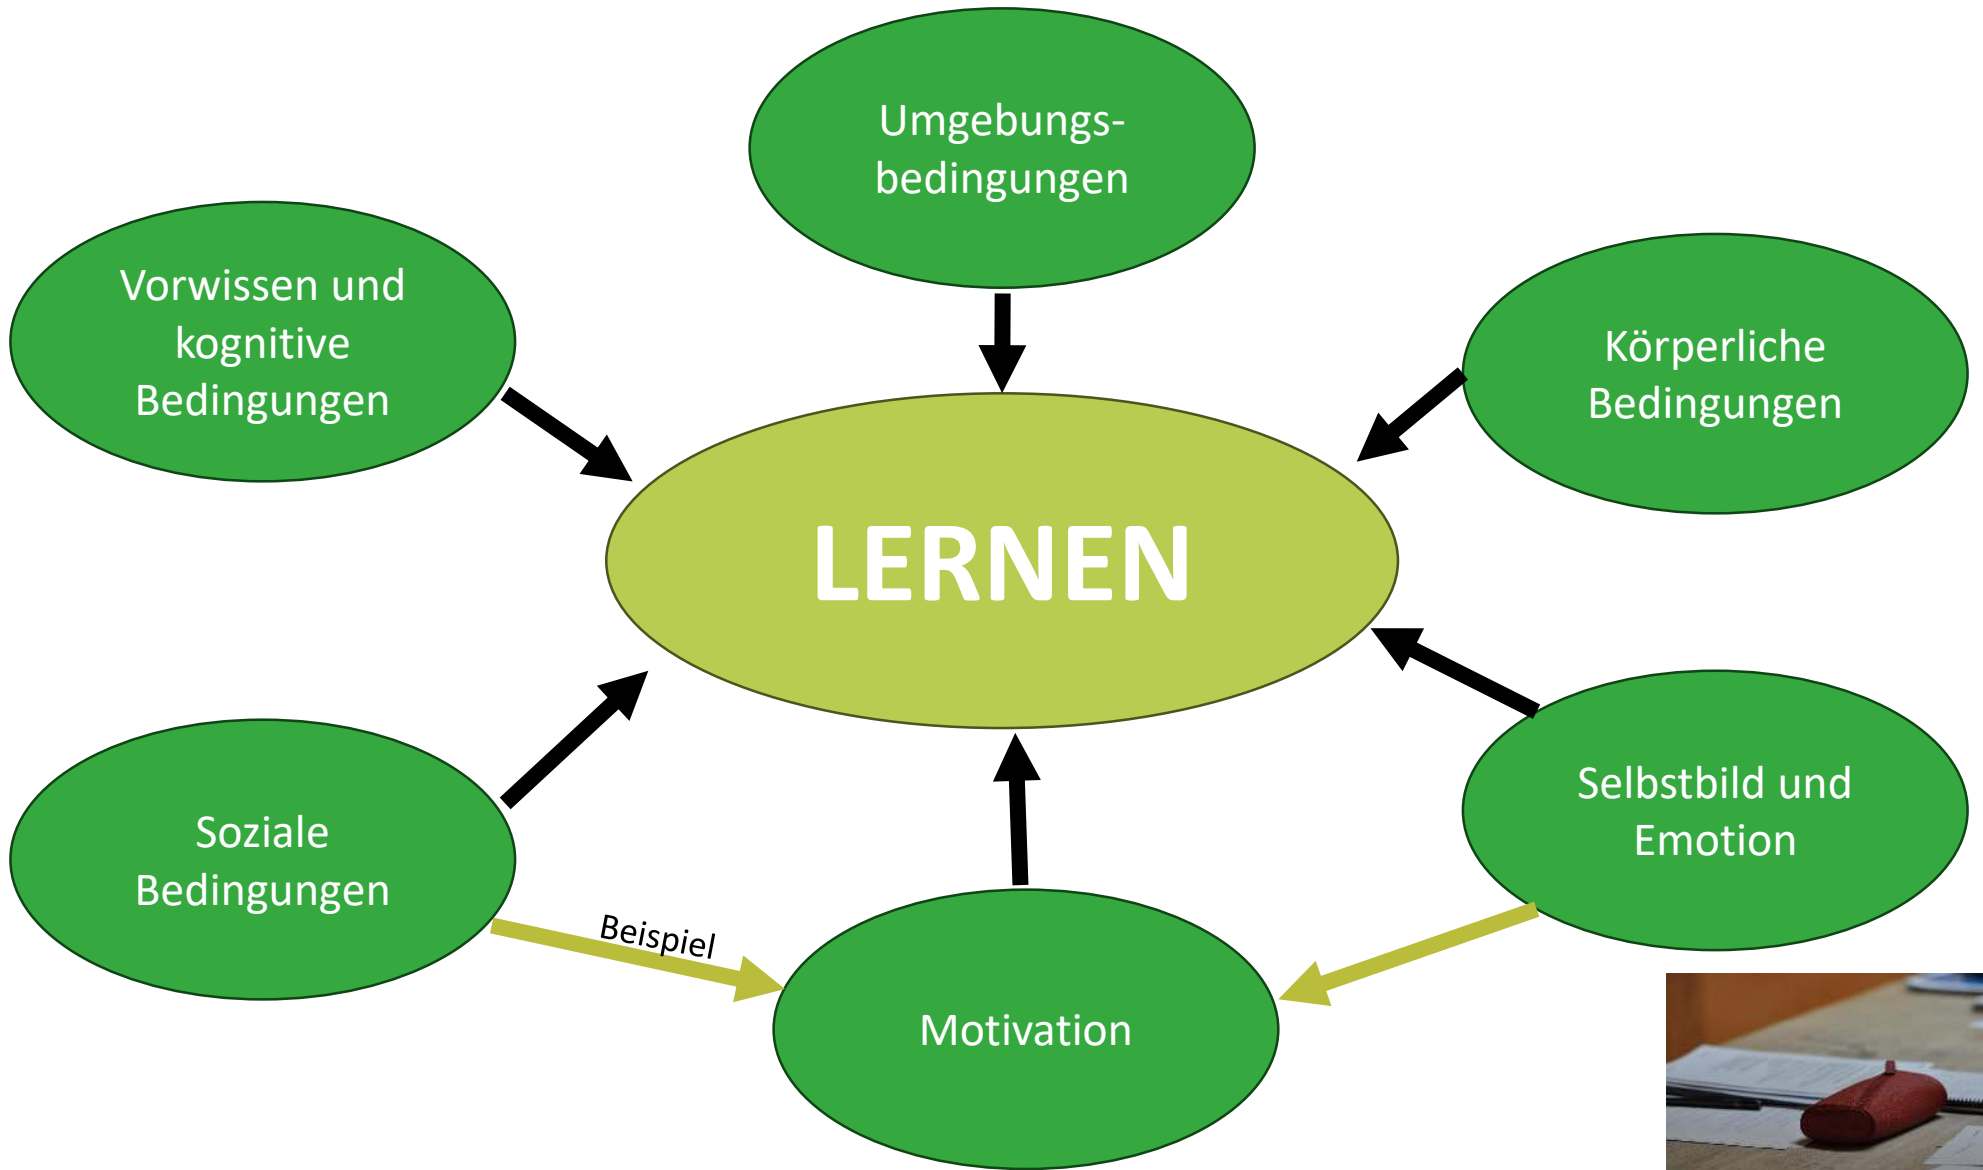 Umgebungs-
bedingungen
Vorwissen und
kognitive
Bedingungen
Körperliche
Bedingungen
LERNEN
Soziale
Bedingungen
Selbstbild und
Emotion
Beispiel
Motivation